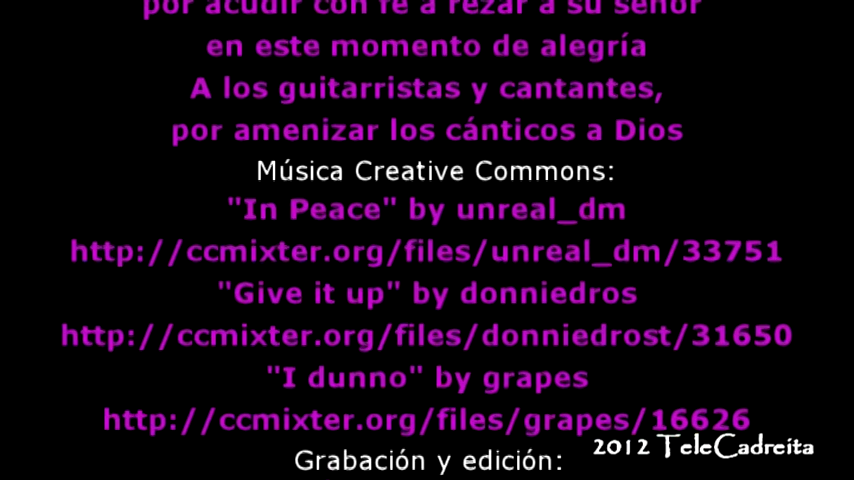 por acudir con fe a rezar a su señor
en este momento de alegría
A los guitarristas y cantantes,
por amenizar los cánticos a Dios
Música Creative Commons:
"In Peace" by unreal_dm
http://ccmixter.org/files/unreal_dm/33751
"Give it up" by donniedros
http://ccmixter.org/files/donniedrost/31650
"I dunno" by grapes
http://ccmixter.org/files/grapes/16626
2012 TeleCadreita
Grabación y edición: